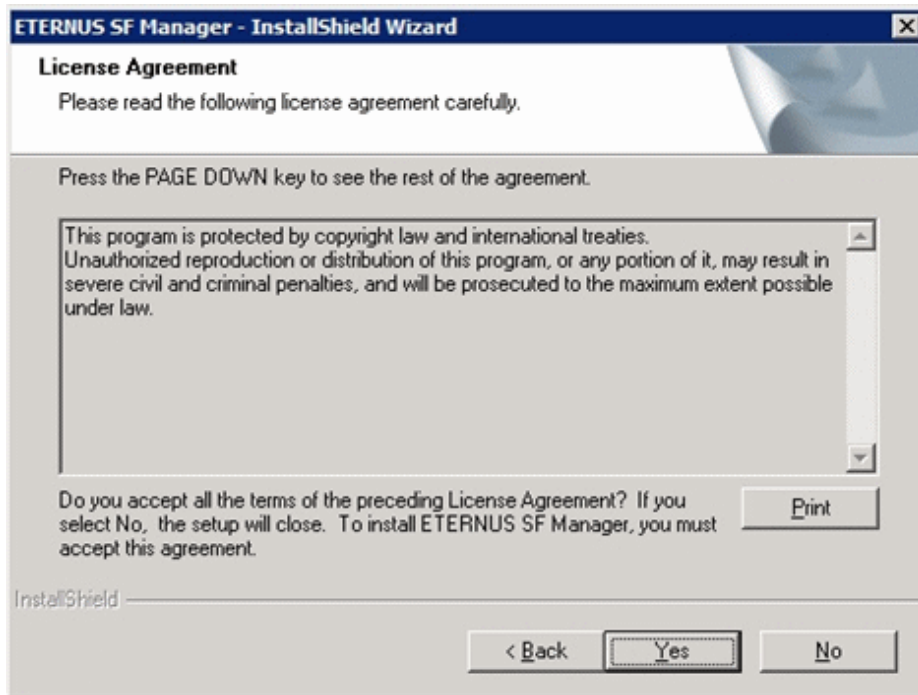 ETERNUS SF Manager - InstallShield Wizard
License Agreement
Please read the following license agreement carefully.
Press the PAGE DOWN key to see the rest of the agreement.
This program is protected by copyright law and international treaties.
Unauthorized reproduction or distribution of this program, or any portion of it, may result in
severe civil and criminal penalties, and will be prosecuted to the maximum extent possible
under law.
Do you accept all the terms of the preceding License Agreement? If you
select No, the setup will close. To install ETERNUS SF Manager, you must
accept this agreement.
Print
InstallShield
< Back
Yes
No